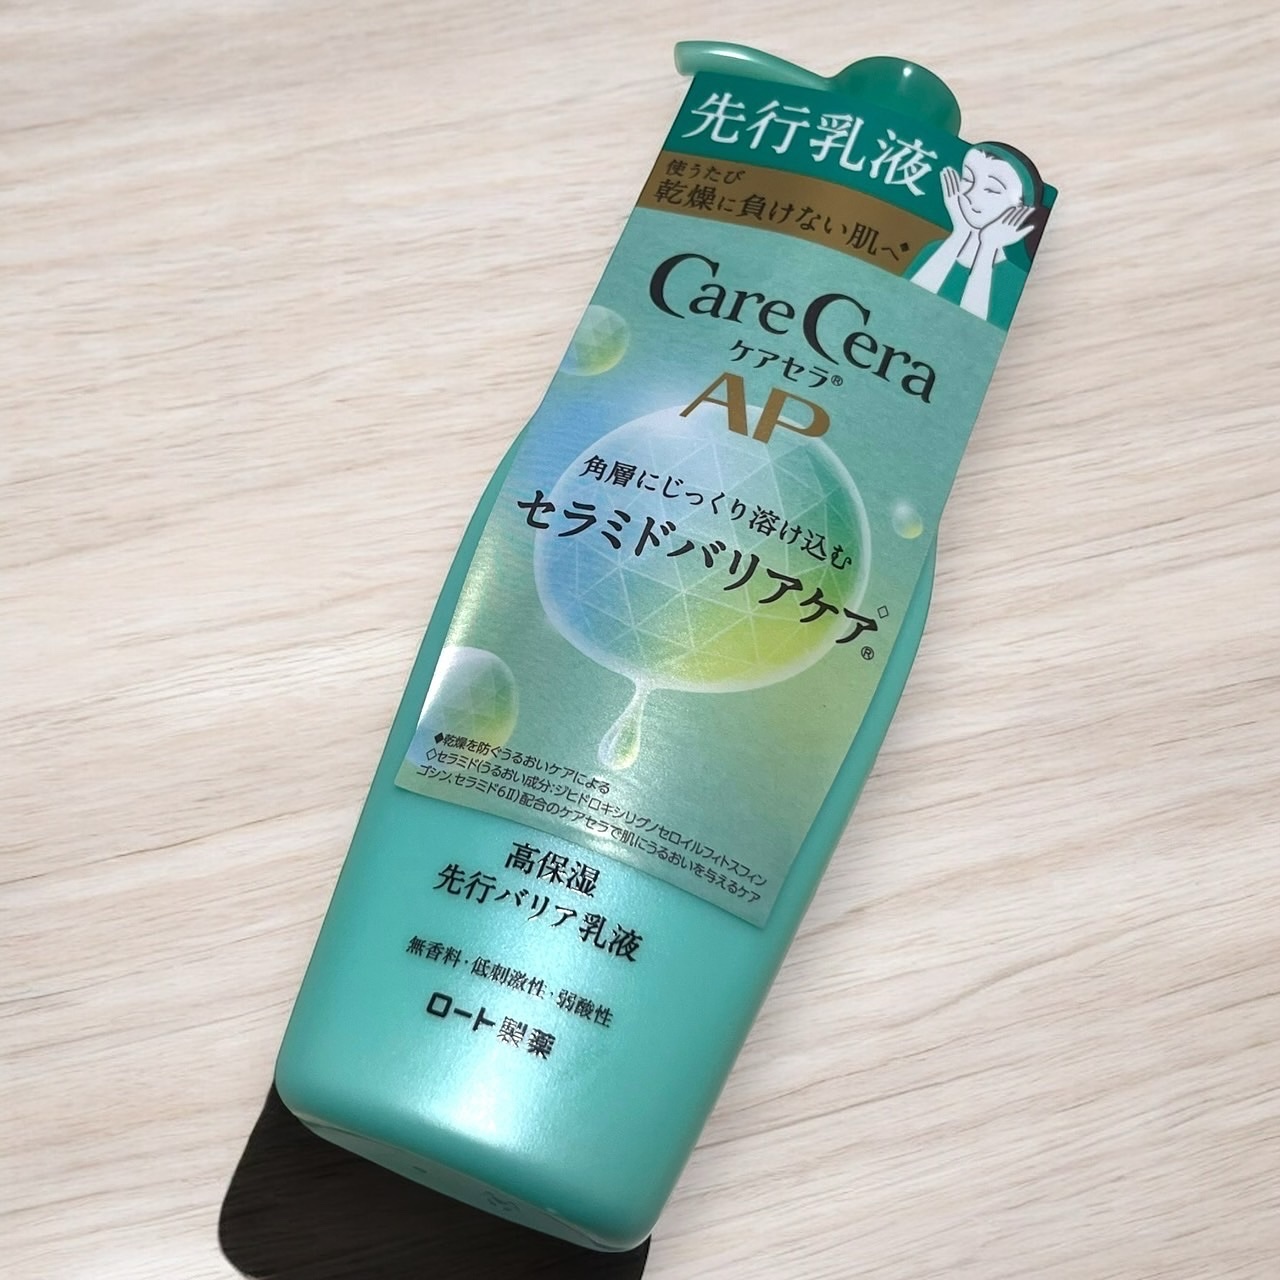 先行乳液
使うたび
乾燥に負けない肌へ◆
CareCera
ケアセラ®
AP
角層にじっくり溶け込む
セラミドバリアケア◇®
◆乾燥を防ぐうるおいケアによる
◇セラミド(うるおい成分:ジヒドロキシリグノセロイルフィトスフィン
ゴシン、セラミド6Ⅱ)配合のケアセラで肌にうるおいを与えるケア
高保湿
先行バリア乳液
無香料・低刺激性・弱酸性
ロート製薬